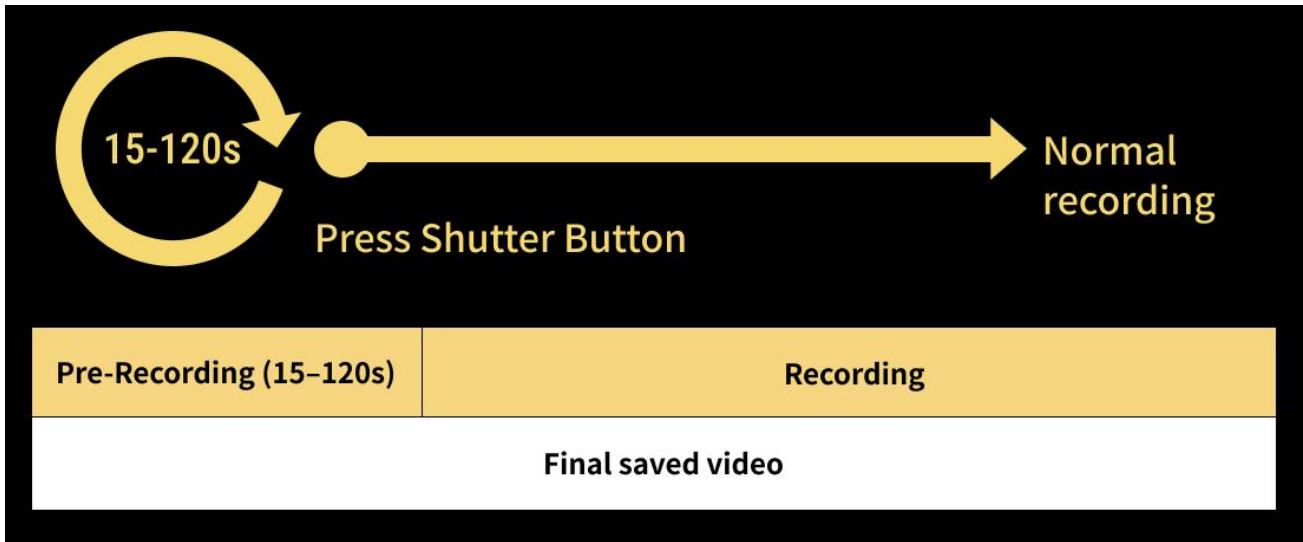 15-120s
Normal
recording
Press Shutter Button
Pre-Recording (15–120s)
Recording
Final saved video